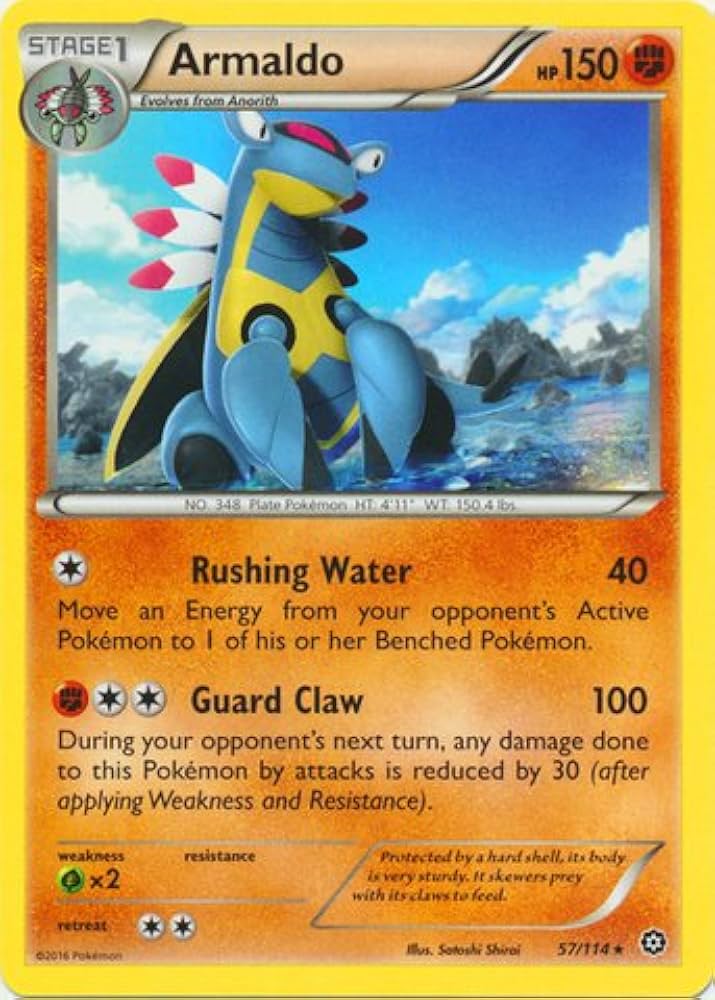 STAGE1
Armaldo
HP150
Evolves from Anorith
NO. 348 Plate Pokémon HT: 4'11" WT: 150.4 lbs.
Rushing Water 40
Move an Energy from your opponent's Active
Pokémon to 1 of his or her Benched Pokémon.
Guard Claw 100
During your opponent's next turn, any damage done
to this Pokémon by attacks is reduced by 30 (after
applying Weakness and Resistance).
weakness resistance
×2
Protected by a hard shell, its body
is very sturdy. It skewers prey
with its claws to feed.
retreat
©2016 Pokémon
Illus. Satoshi Shirai
57/114 ★